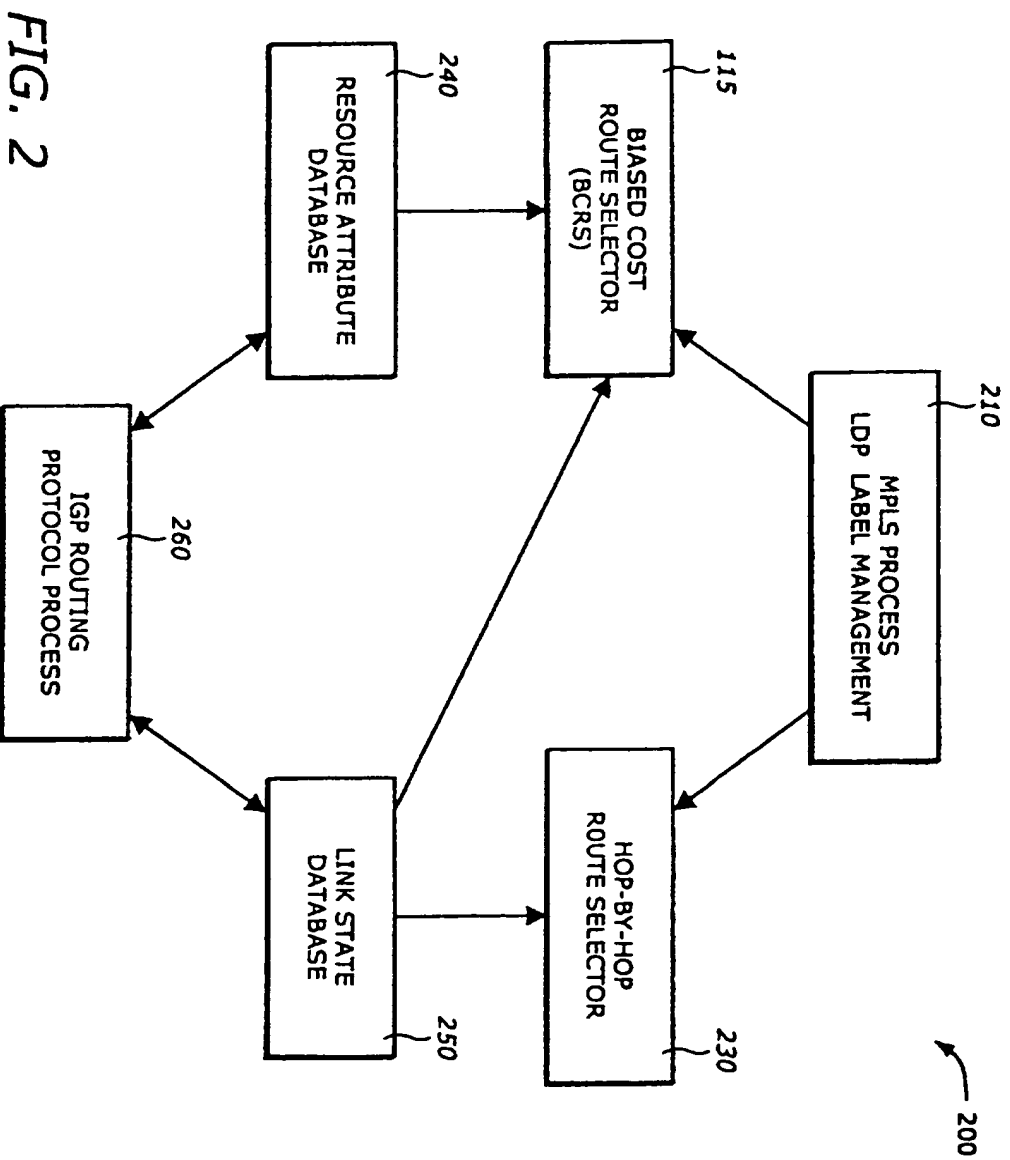 200
210
MPLS PROCESS
LDP LABEL MANAGEMENT
115
BIASED COST
ROUTE SELECTOR
(BCRS)
230
HOP-BY-HOP
ROUTE SELECTOR
240
RESOURCE ATTRIBUTE
DATABASE
250
LINK STATE
DATABASE
260
IGP ROUTING
PROTOCOL PROCESS
FIG. 2